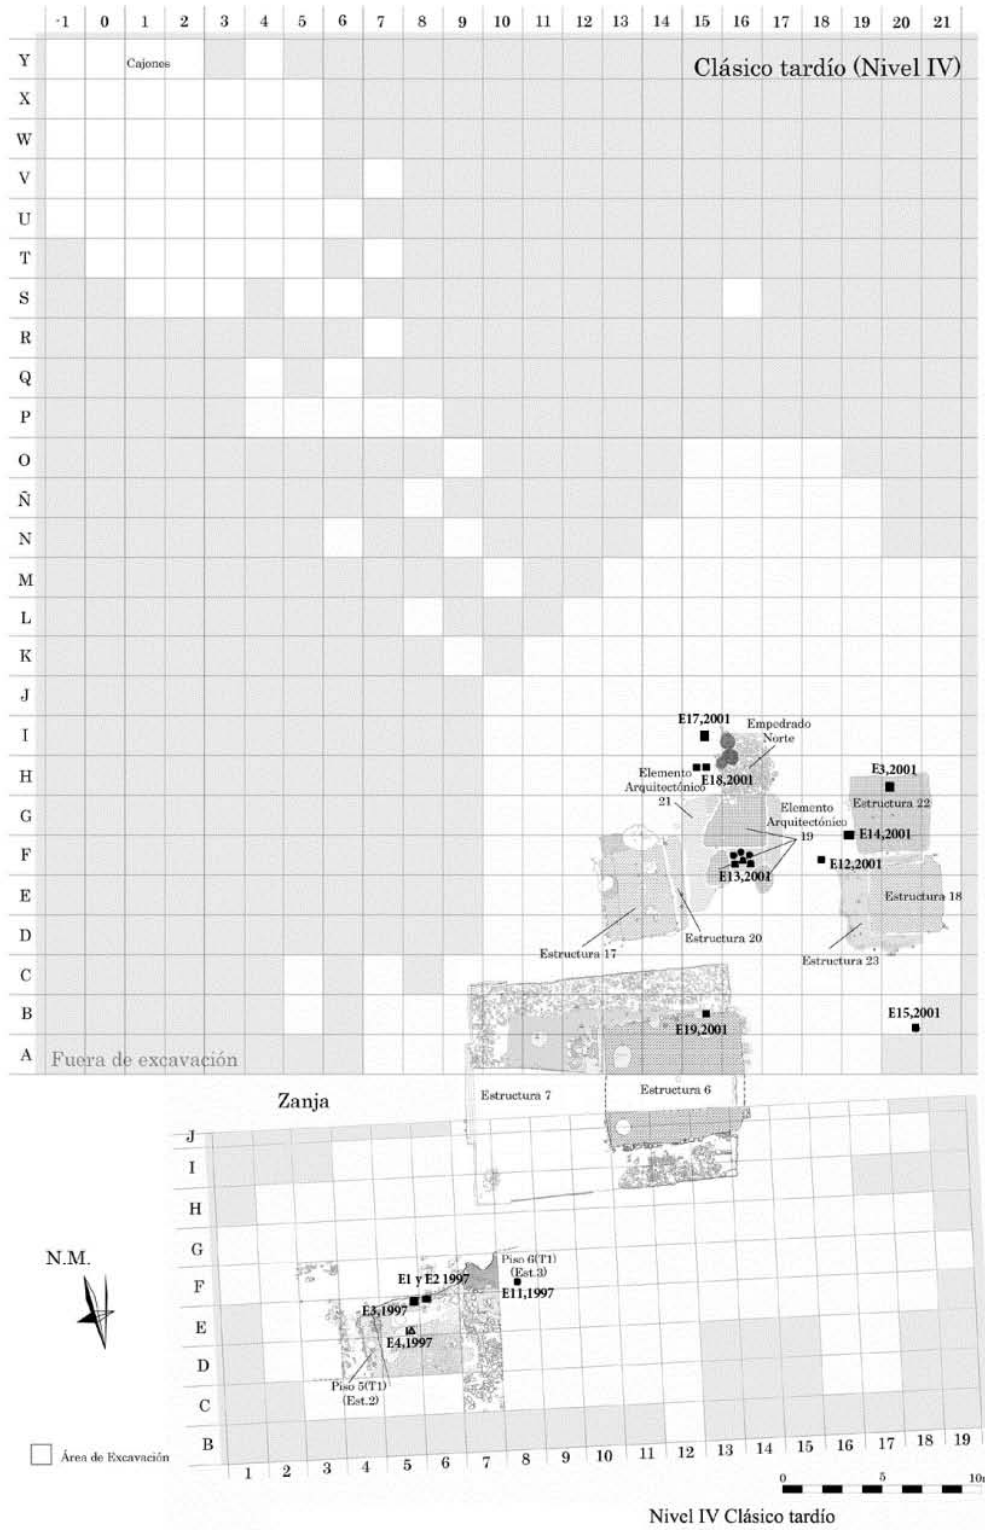 -1 0 1 2 3 4 5 6 7 8 9 10 11 12 13 14 15 16 17 18 19 20 21
Y
Cajones
Clásico tardío (Nivel IV)
X
W
V
U
T
S
R
Q
P
O
Ñ
N
M
L
K
J
I
E17,2001
Empedrado
Norte
H
E18,2001
Elemento
Arquitectónico
21
E3,2001
Estructura 22
G
Elemento
Arquitectónico
19
E14,2001
F
E13,2001
E12,2001
E
Estructura 18
D
Estructura 20
Estructura 17
Estructura 23
C
B
E19,2001
E15,2001
A
Fuera de excavación
Estructura 7
Estructura 6
Zanja
J
I
H
G
N.M.
Piso 6(T1)
(Est.3)
F
E1 y E2 1997
E11,1997
E3,1997
E
E4,1997
D
Piso 5(T1)
(Est.2)
C
B
1 2 3 4 5 6 7 8 9 10 11 12 13 14 15 16 17 18 19
Área de Excavación
0 5 10
Nivel IV Clásico tardío